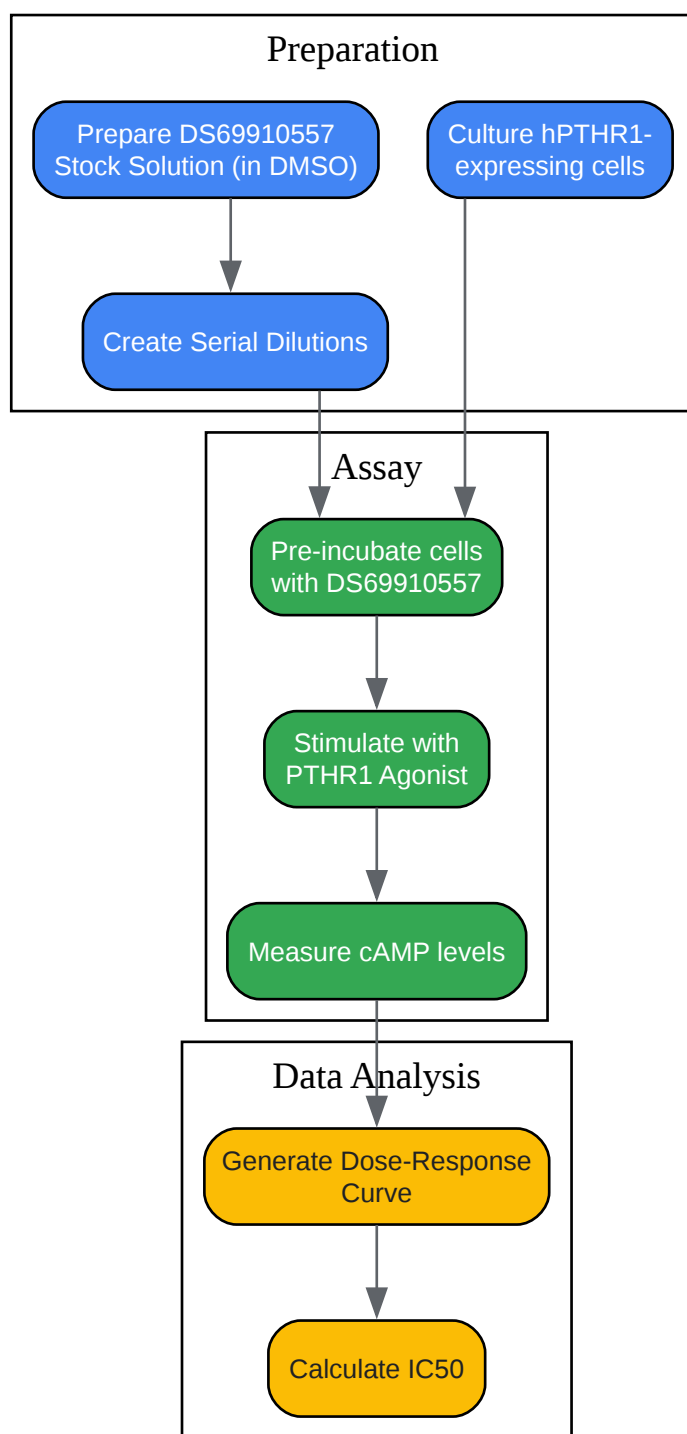 Preparation
Prepare DS69910557
Stock Solution (in DMSO)
Culture hPTHR1-
expressing cells
Create Serial Dilutions
Assay
Pre-incubate cells
with DS69910557
Stimulate with
PTHR1 Agonist
Measure cAMP levels
Data Analysis
Generate Dose-Response
Curve
Calculate IC50